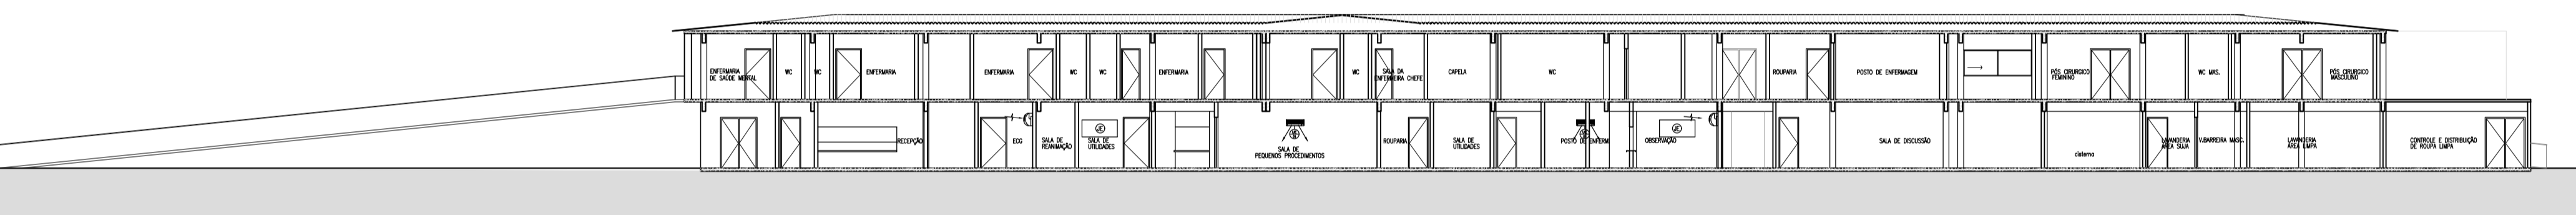 ENFERMARIA
DE SAÚDE MENTAL
WC
WC
ENFERMARIA
ENFERMARIA
WC
WC
ENFERMARIA
WC
SALA DA
ENFERMEIRA CHEFE
CAPELA
WC
ROUPARIA
POSTO DE ENFERMAGEM
PÓS CIRURGICO
FEMININO
WC MAS.
PÓS CIRURGICO
MASCULINO
RECEPÇÃO
ECG
SALA DE
REANIMAÇÃO
SALA DE
UTILIDADES
SALA DE
PEQUENOS PROCEDIMENTOS
ROUPARIA
SALA DE
UTILIDADES
POSTO DE ENFERM
OBSERVAÇÃO
SALA DE DISCUSSÃO
cisterna
LAVANDERIA
ÁREA SUJA
V.BARREIRA MASC.
LAVANDERIA
ÁREA LIMPA
CONTROLE E DISTRIBUIÇÃO
DE ROUPA LIMPA